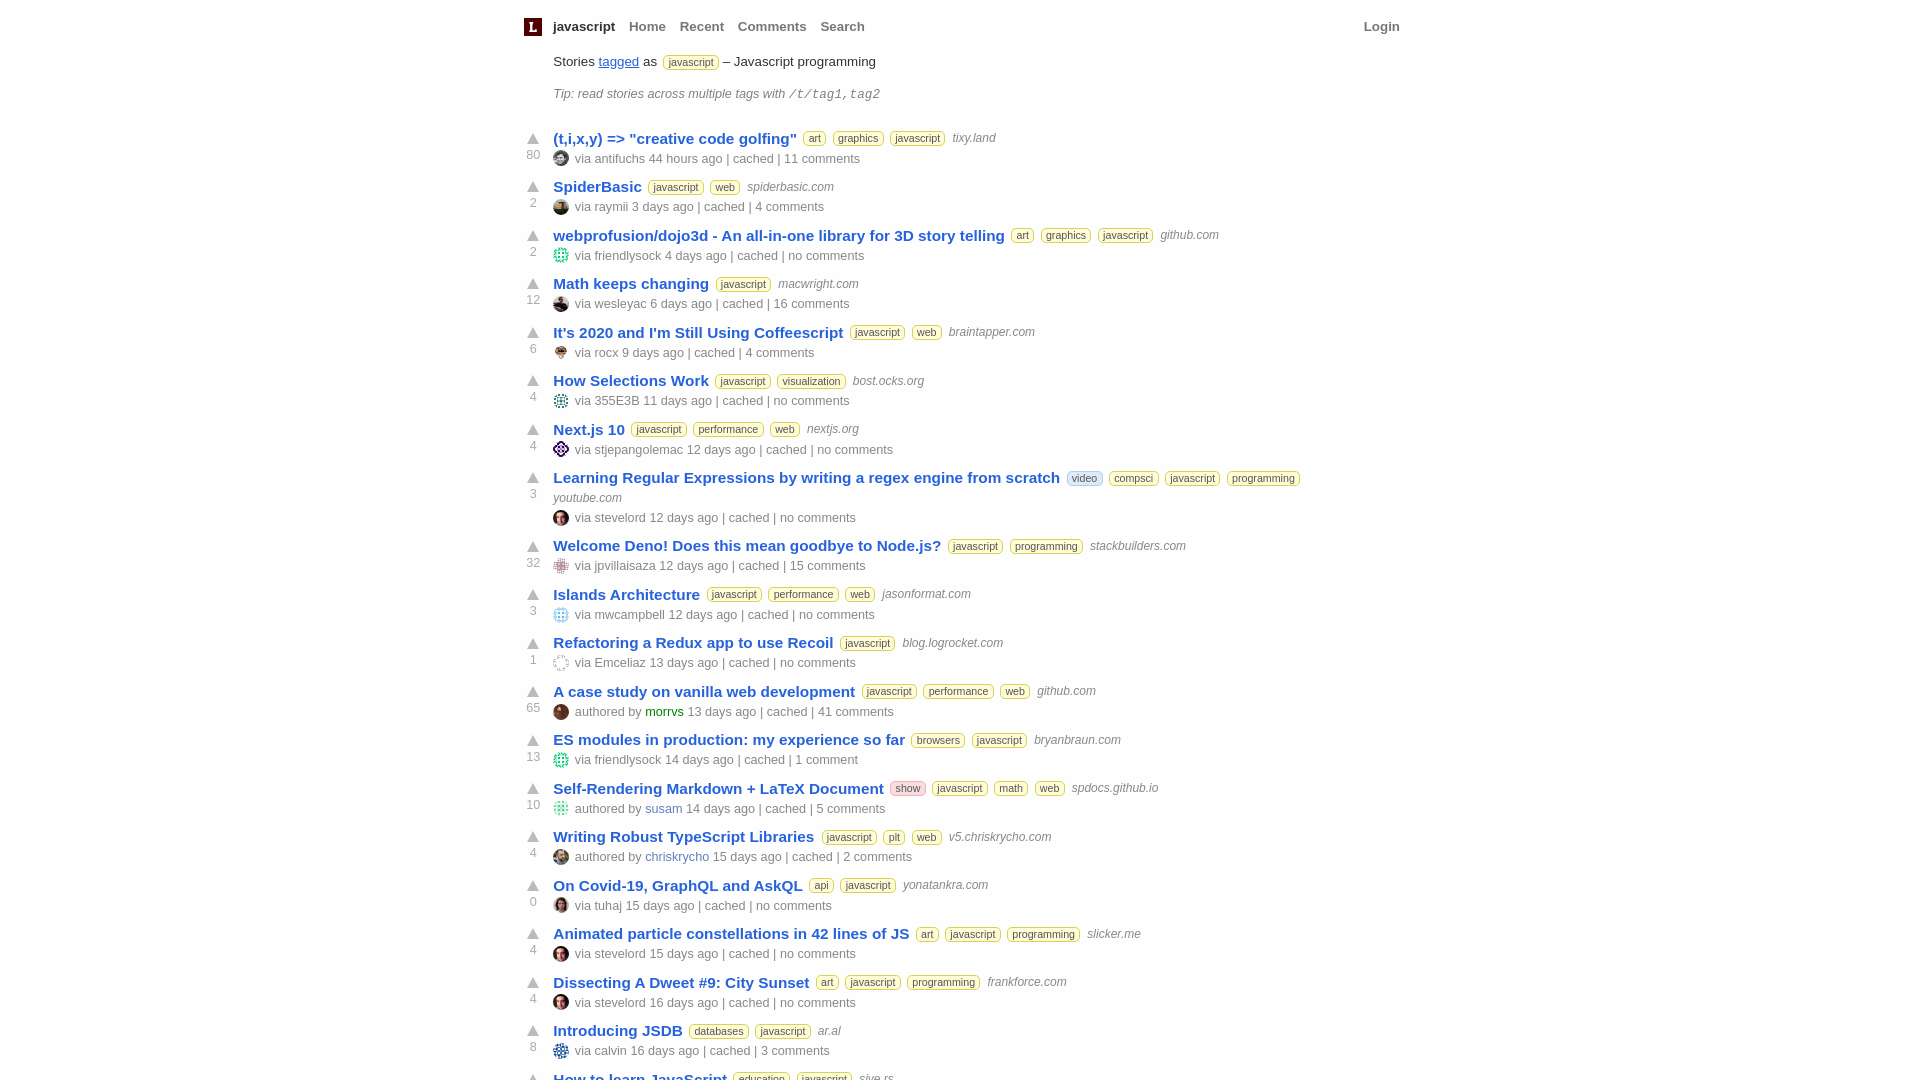 L javascript Home Recent Comments Search Login
Stories tagged as javascript – Javascript programming
Tip: read stories across multiple tags with /t/tag1,tag2
(t,i,x,y) => "creative code golfing" art graphics javascript tixy.land
80
via antifuchs 44 hours ago | cached | 11 comments
SpiderBasic javascript web spiderbasic.com
2
via raymii 3 days ago | cached | 4 comments
webprofusion/dojo3d - An all-in-one library for 3D story telling art graphics javascript github.com
2
via friendlysock 4 days ago | cached | no comments
Math keeps changing javascript macwright.com
12
via wesleyac 6 days ago | cached | 16 comments
It's 2020 and I'm Still Using Coffeescript javascript web braintapper.com
6
via rocx 9 days ago | cached | 4 comments
How Selections Work javascript visualization bost.ocks.org
4
via 355E3B 11 days ago | cached | no comments
Next.js 10 javascript performance web nextjs.org
4
via stjepangolemac 12 days ago | cached | no comments
Learning Regular Expressions by writing a regex engine from scratch video compsci javascript programming
3
youtube.com
via stevelord 12 days ago | cached | no comments
Welcome Deno! Does this mean goodbye to Node.js? javascript programming stackbuilders.com
32
via jpvillaisaza 12 days ago | cached | 15 comments
Islands Architecture javascript performance web jasonformat.com
3
via mwcampbell 12 days ago | cached | no comments
Refactoring a Redux app to use Recoil javascript blog.logrocket.com
1
via Emceliaz 13 days ago | cached | no comments
A case study on vanilla web development javascript performance web github.com
65
authored by morrvs 13 days ago | cached | 41 comments
ES modules in production: my experience so far browsers javascript bryanbraun.com
13
via friendlysock 14 days ago | cached | 1 comment
Self-Rendering Markdown + LaTeX Document show javascript math web spdocs.github.io
10
authored by susam 14 days ago | cached | 5 comments
Writing Robust TypeScript Libraries javascript plt web v5.chriskrycho.com
4
authored by chriskrycho 15 days ago | cached | 2 comments
On Covid-19, GraphQL and AskQL api javascript yonatankra.com
0
via tuhaj 15 days ago | cached | no comments
Animated particle constellations in 42 lines of JS art javascript programming slicker.me
4
via stevelord 15 days ago | cached | no comments
Dissecting A Dweet #9: City Sunset art javascript programming frankforce.com
4
via stevelord 16 days ago | cached | no comments
Introducing JSDB databases javascript ar.al
8
via calvin 16 days ago | cached | 3 comments
How to learn JavaScript education javascript sive.rs